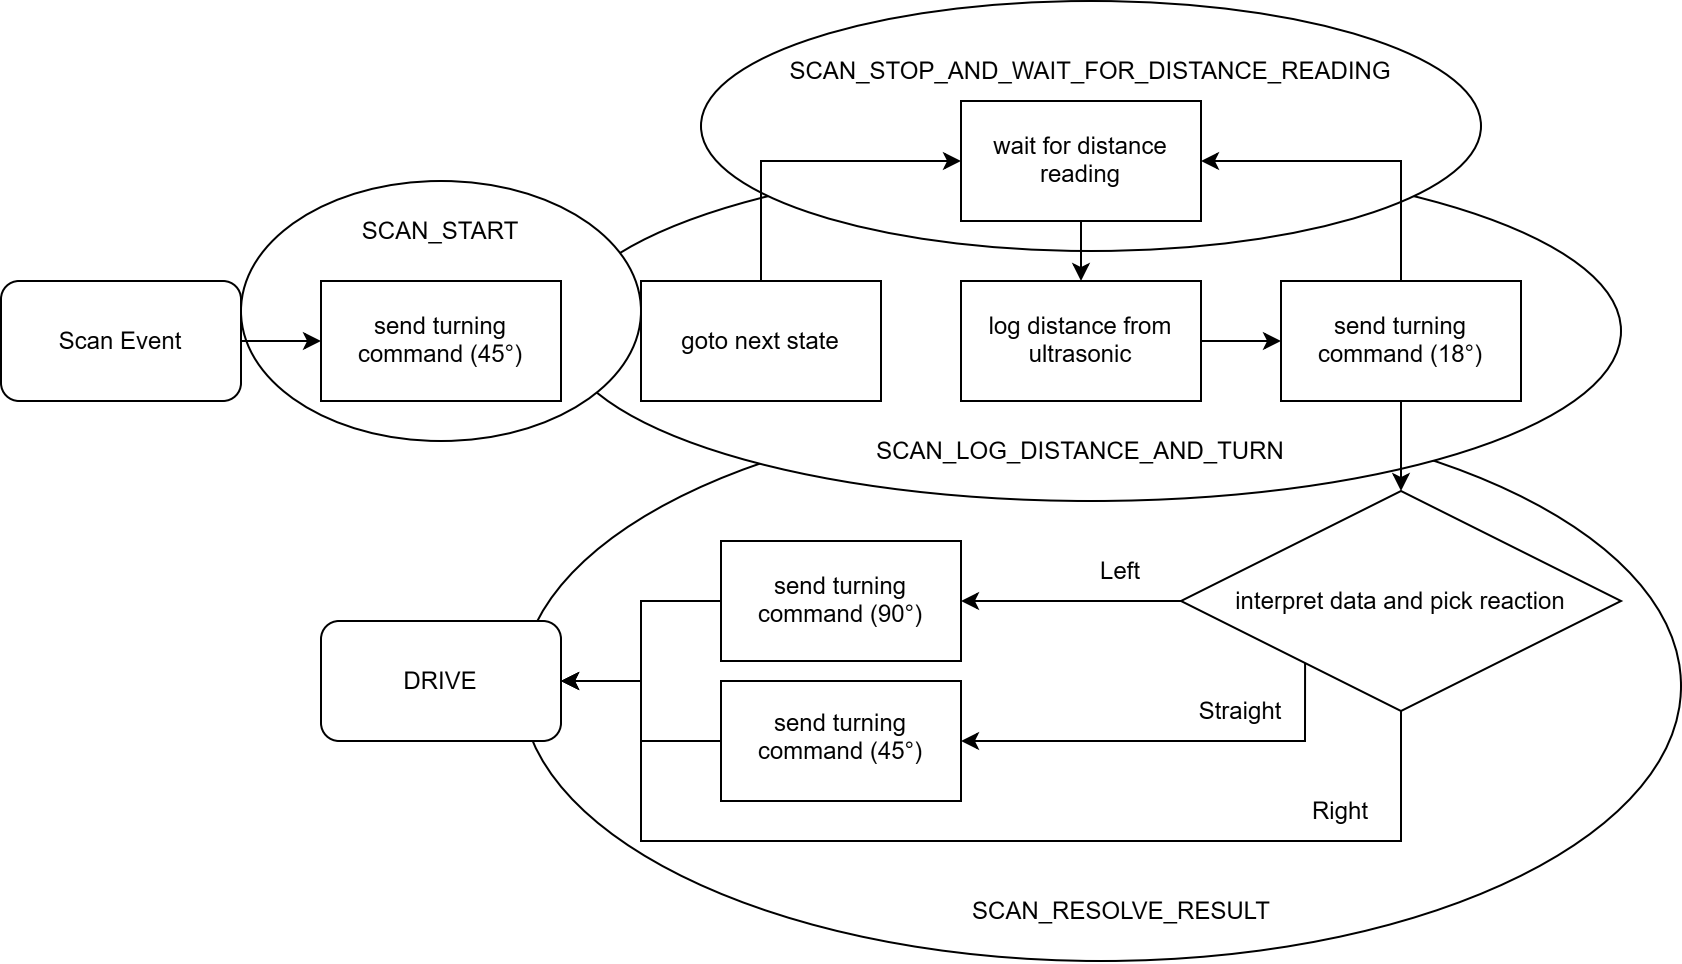 SCAN_STOP_AND_WAIT_FOR_DISTANCE_READING
wait for distance
reading
SCAN_START
Scan Event
send turning
command (45°)
goto next state
log distance from
ultrasonic
send turning
command (18°)
SCAN_LOG_DISTANCE_AND_TURN
Left
send turning
command (90°)
interpret data and pick reaction
DRIVE
Straight
send turning
command (45°)
Right
SCAN_RESOLVE_RESULT